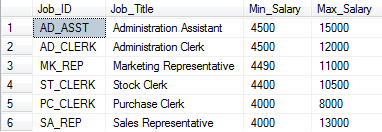 Job_ID Job_Title Min_Salary Max_Salary
1 AD_ASST Administration Assistant 4500 15000
2 AD_CLERK Administration Clerk 4500 12000
3 MK_REP Marketing Representative 4490 11000
4 ST_CLERK Stock Clerk 4400 10500
5 PC_CLERK Purchase Clerk 4000 8000
6 SA_REP Sales Representative 4000 13000